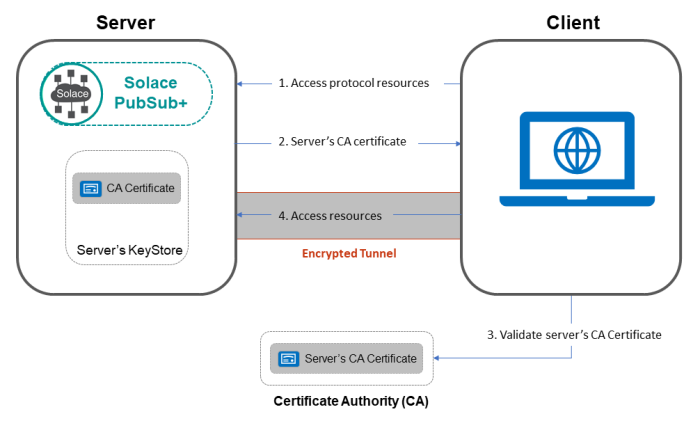 Server
Client
Solace
Solace
PubSub+
1. Access protocol resources
2. Server’s CA certificate
CA Certificate
Server’s KeyStore
4. Access resources
Encrypted Tunnel
3. Validate server’s CA Certificate
Server’s CA Certificate
Certificate Authority (CA)